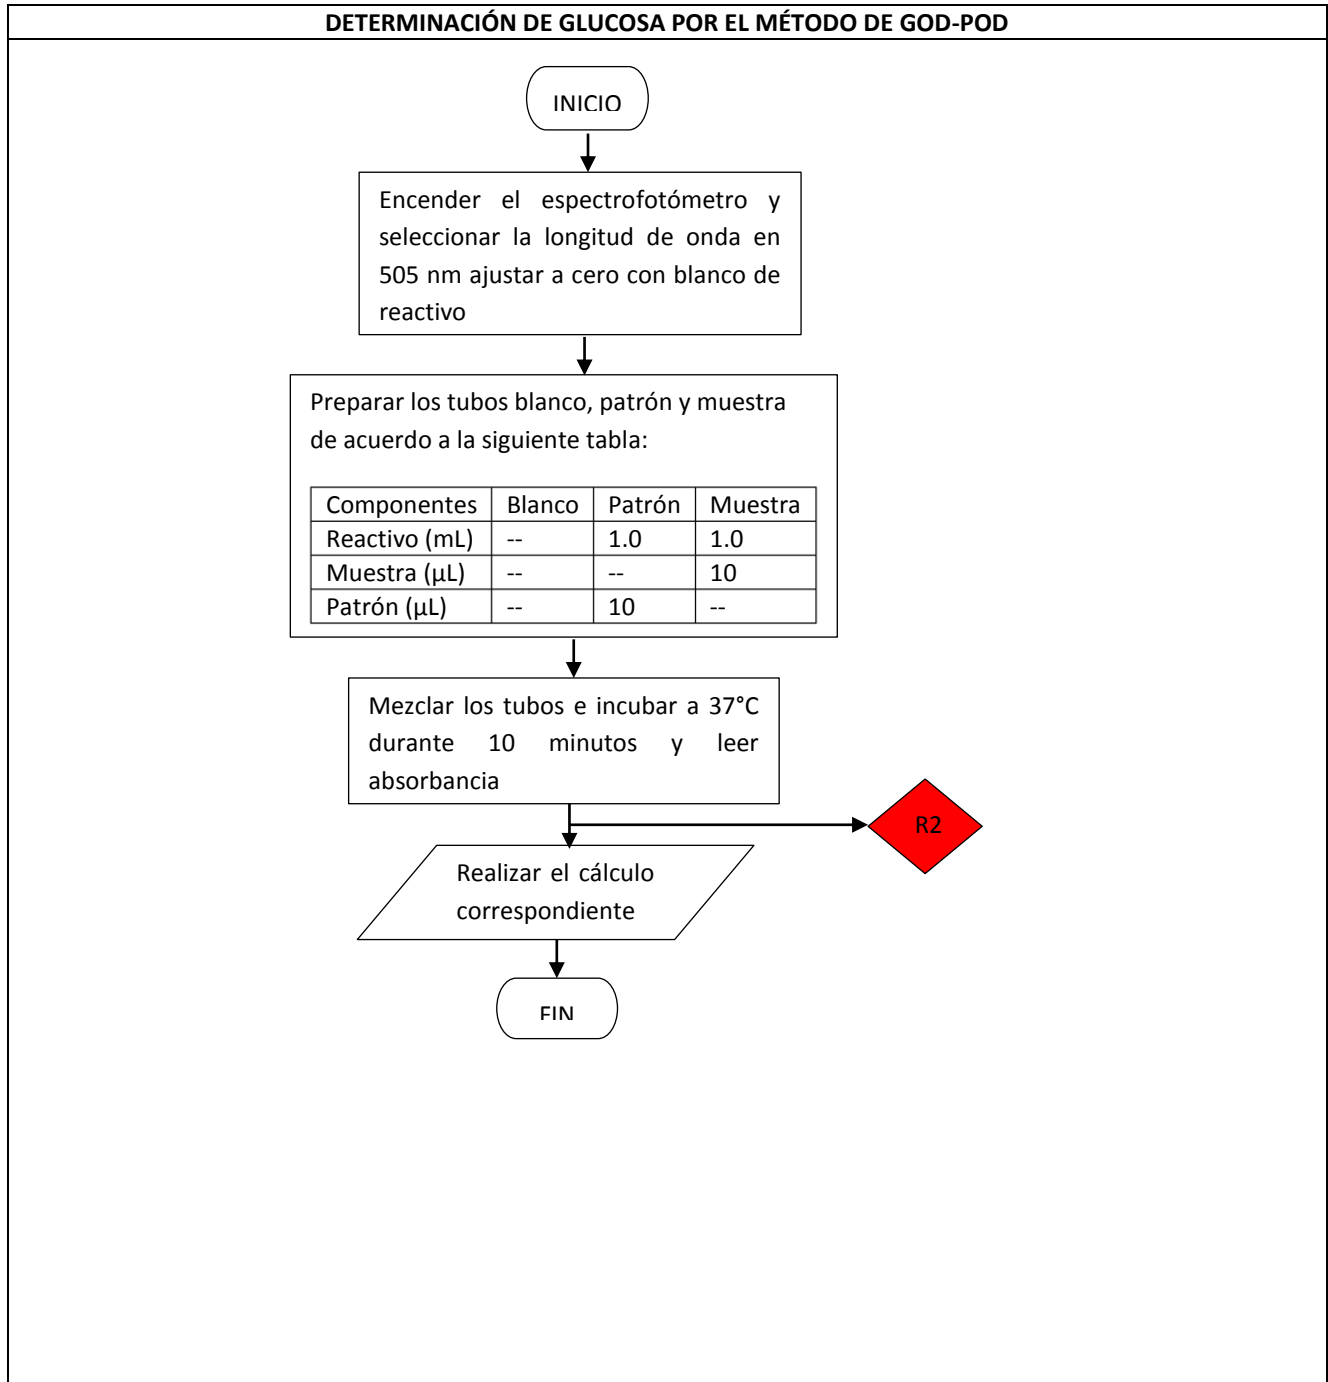 DETERMINACIÓN DE GLUCOSA POR EL MÉTODO DE GOD-POD
INICIO
Encender el espectrofotómetro y
seleccionar la longitud de onda en
505 nm ajustar a cero con blanco de
reactivo
Preparar los tubos blanco, patrón y muestra
de acuerdo a la siguiente tabla:
Componentes Blanco Patrón Muestra
Reactivo (mL) -- 1.0 1.0
Muestra (µL) -- -- 10
Patrón (µL) -- 10 --
Mezclar los tubos e incubar a 37°C
durante 10 minutos y leer
absorbancia
R2
Realizar el cálculo
correspondiente
FIN